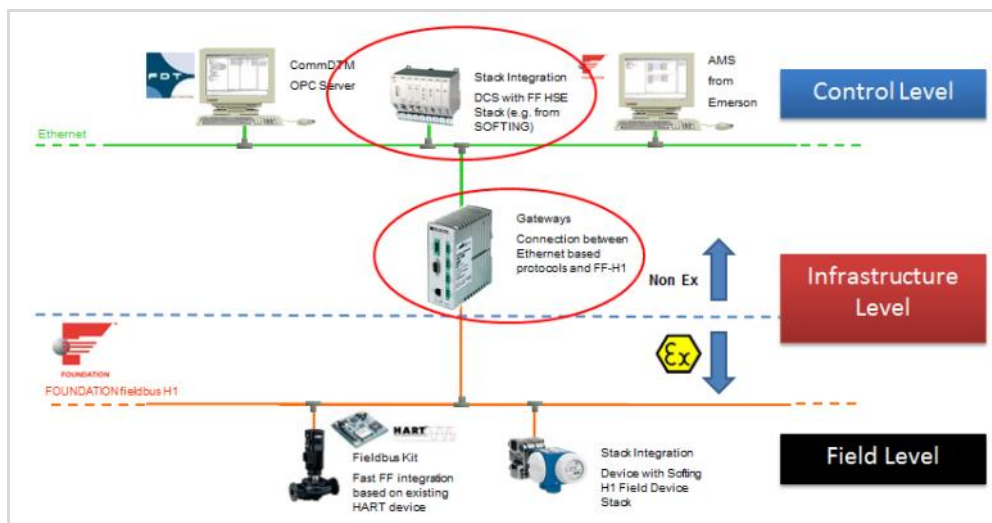 FDT
CommDTM
OPC Server
Stack Integration
DCS with FF HSE
Stack (e.g. from
SOFTING)
AMS
from
Emerson
Control Level
Ethernet
Gateways
Connection between
Ethernet based
protocols and FF-H1
Non Ex
Infrastructure
Level
Ex
FOUNDATION
FOUNDATION fieldbus H1
HART
Fieldbus Kit
Fast FF integration
based on existing
HART device
Stack Integration
Device with Softing
H1 Field Device
Stack
Field Level